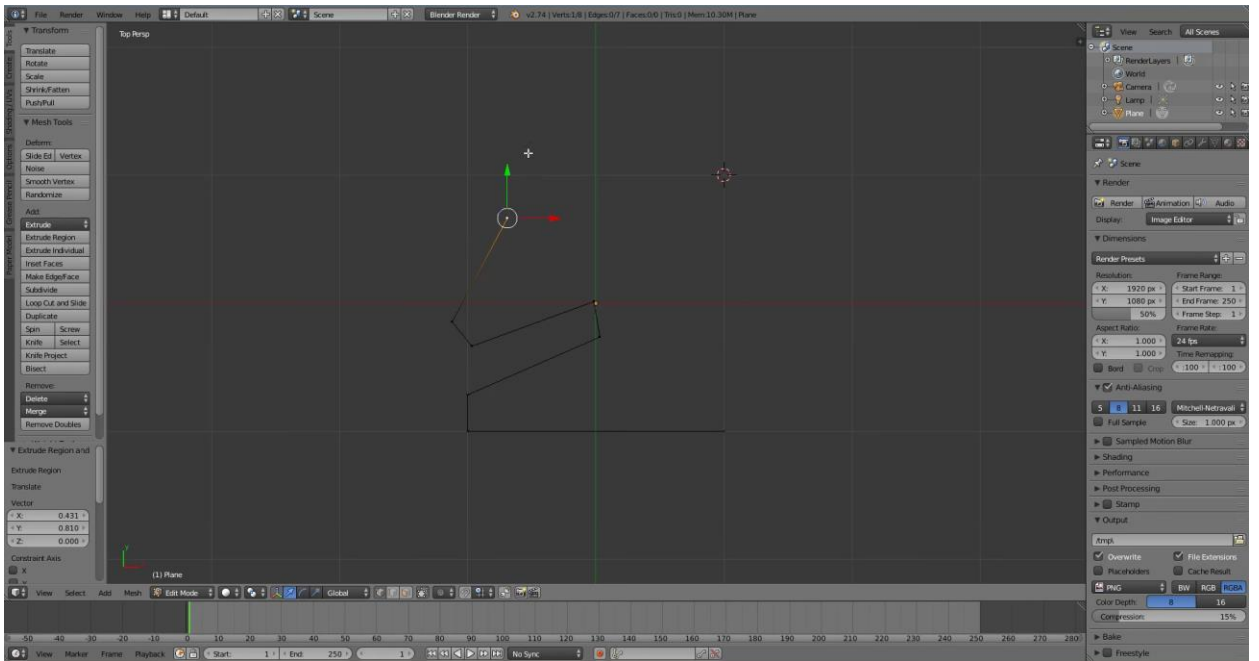 File Render Window Help Default Scene Blender Render v2.74 | Verts:1/8 | Edges:0/7 | Faces:0/0 | Tris:0 | Mem:10.30M | Plane
Tools
Create
Shading / UVs
Options
Grease Pencil
Paper Model
Transform
Translate
Rotate
Scale
Shrink/Fatten
Push/Pull
Mesh Tools
Deform:
Slide Ed Vertex
Noise
Smooth Vertex
Randomize
Add:
Extrude
Extrude Region
Extrude Individual
Inset Faces
Make Edge/Face
Subdivide
Loop Cut and Slide
Duplicate
Spin Screw
Knife Select
Knife Project
Bisect
Remove:
Delete
Merge
Remove Doubles
Extrude Region and
Extrude Region
Translate
Vector
X: 0.431
Y: 0.810
Z: 0.000
Constraint Axis
X
Top Persp
y
(1) Plane
View Select Add Mesh Edit Mode Global
-50 -40 -30 -20 -10 0 10 20 30 40 50 60 70 80 90 100 110 120 130 140 150 160 170 180 190 200 210 220 230 240 250 260 270 280
View Marker Frame Playback Start: 1 End: 250 1 No Sync
View Search All Scenes
Scene
RenderLayers
World
Camera
Lamp
Plane
Scene
Render
Render Animation Audio
Display: Image Editor
Dimensions
Render Presets
Resolution: Frame Range:
X: 1920 px Start Frame: 1
Y: 1080 px End Frame: 250
50% Frame Step: 1
Aspect Ratio: Frame Rate:
X: 1.000 24 fps
Y: 1.000 Time Remapping:
Bord Crop :100 :100
Anti-Aliasing
5 8 11 16 Mitchell-Netravali
Full Sample Size: 1.000 px
Sampled Motion Blur
Shading
Performance
Post Processing
Stamp
Output
/tmp\
Overwrite File Extensions
Placeholders Cache Result
PNG BW RGB RGBA
Color Depth: 8 16
Compression: 15%
Bake
Freestyle